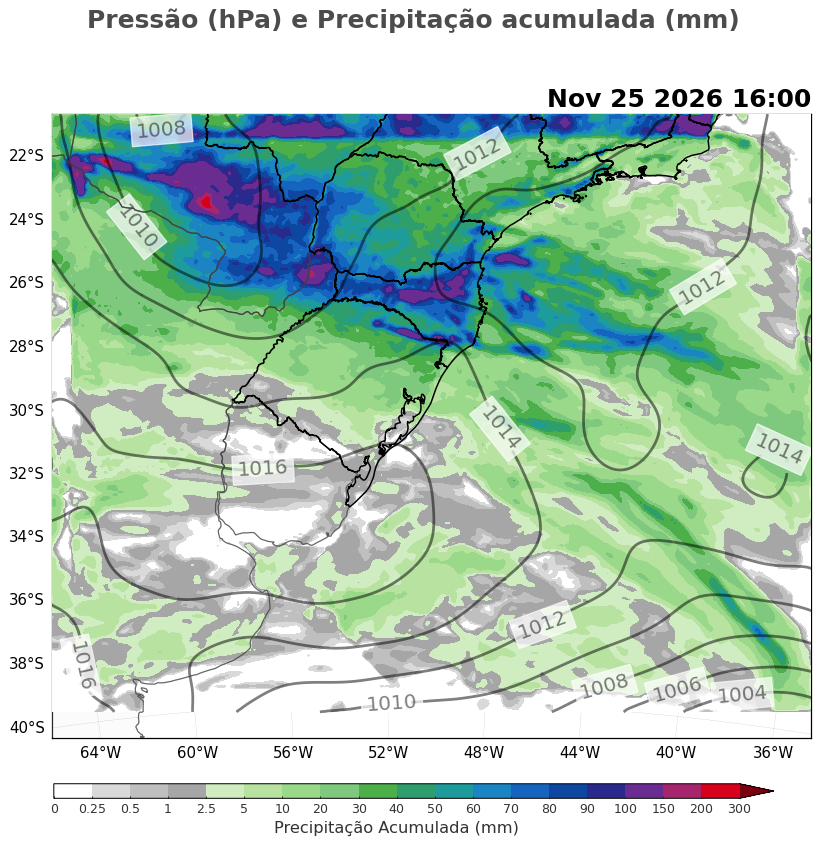 Pressão (hPa) e Precipitação acumulada (mm)
Nov 25 2026 16:00
1008
1012
22°S
24°S
1010
26°S
1012
28°S
30°S
1014
1014
32°S
1016
34°S
36°S
1012
38°S
1016
1008
1006
1004
1010
40°S
64°W 60°W 56°W 52°W 48°W 44°W 40°W 36°W
0 0.25 0.5 1 2.5 5 10 20 30 40 50 60 70 80 90 100 150 200 300
Precipitação Acumulada (mm)